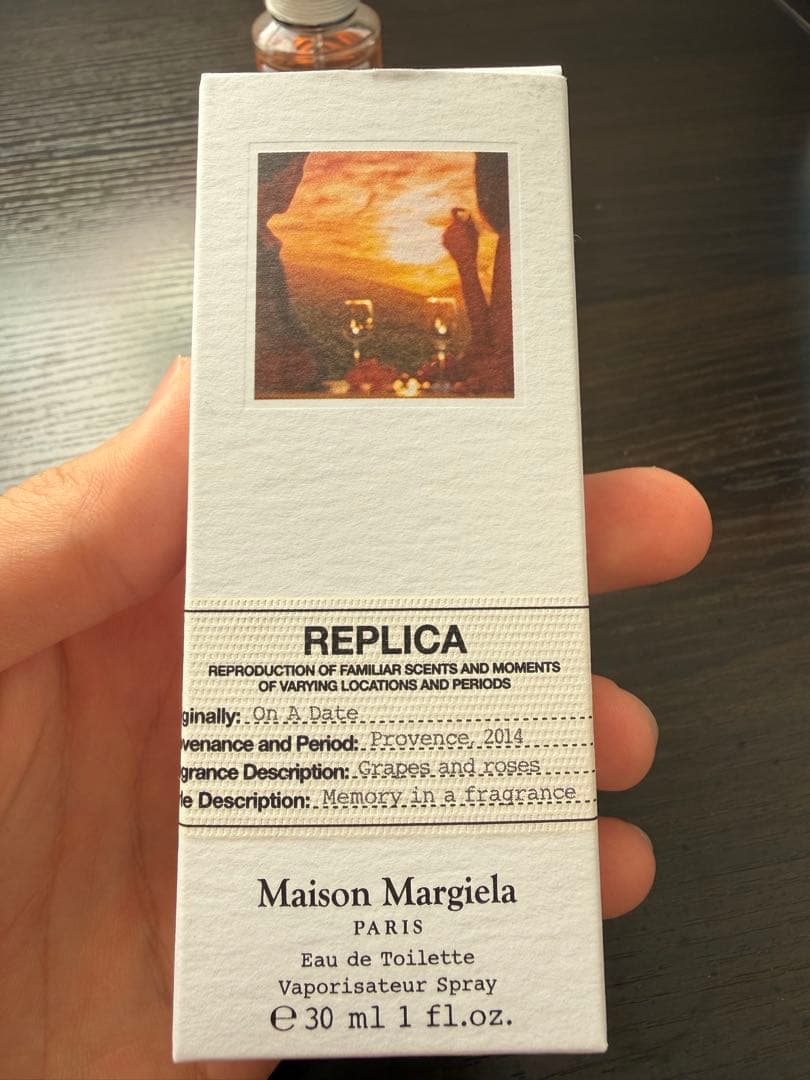 REPLICA
REPRODUCTION OF FAMILIAR SCENTS AND MOMENTS
OF VARYING LOCATIONS AND PERIODS
ginally: On A Date
venance and Period: Provence, 2014
grance Description: Grapes and roses
le Description: Memory in a fragrance
Maison Margiela
PARIS
Eau de Toilette
Vaporisateur Spray
℮ 30 ml 1 fl.oz.